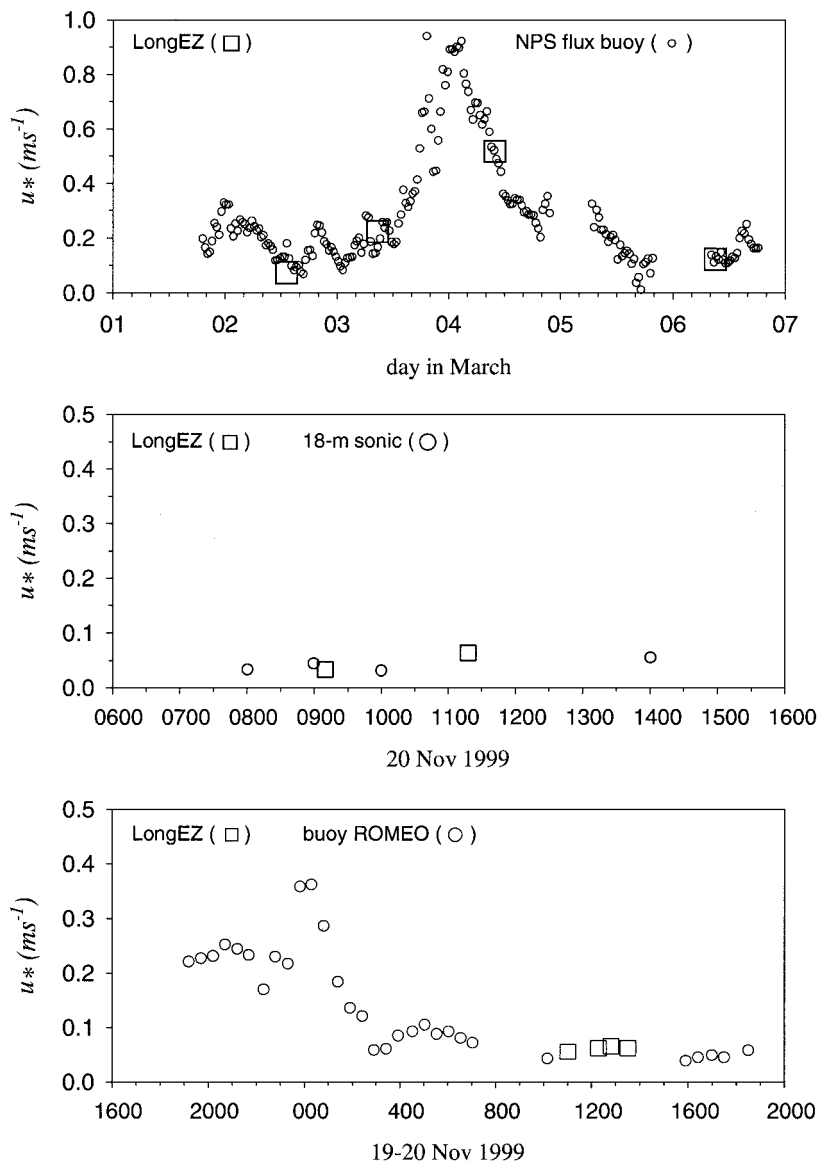 LongEZ ( □ ) NPS flux buoy ( ○ )
1.0
0.8
0.6
0.4
0.2
0.0
u* (ms⁻¹)
01 02 03 04 05 06 07
day in March
LongEZ ( □ ) 18-m sonic ( ○ )
0.5
0.4
0.3
0.2
0.1
0.0
u* (ms⁻¹)
0600 0700 0800 0900 1000 1100 1200 1300 1400 1500 1600
20 Nov 1999
LongEZ ( □ ) buoy ROMEO ( ○ )
0.5
0.4
0.3
0.2
0.1
0.0
u* (ms⁻¹)
1600 2000 000 400 800 1200 1600 2000
19-20 Nov 1999